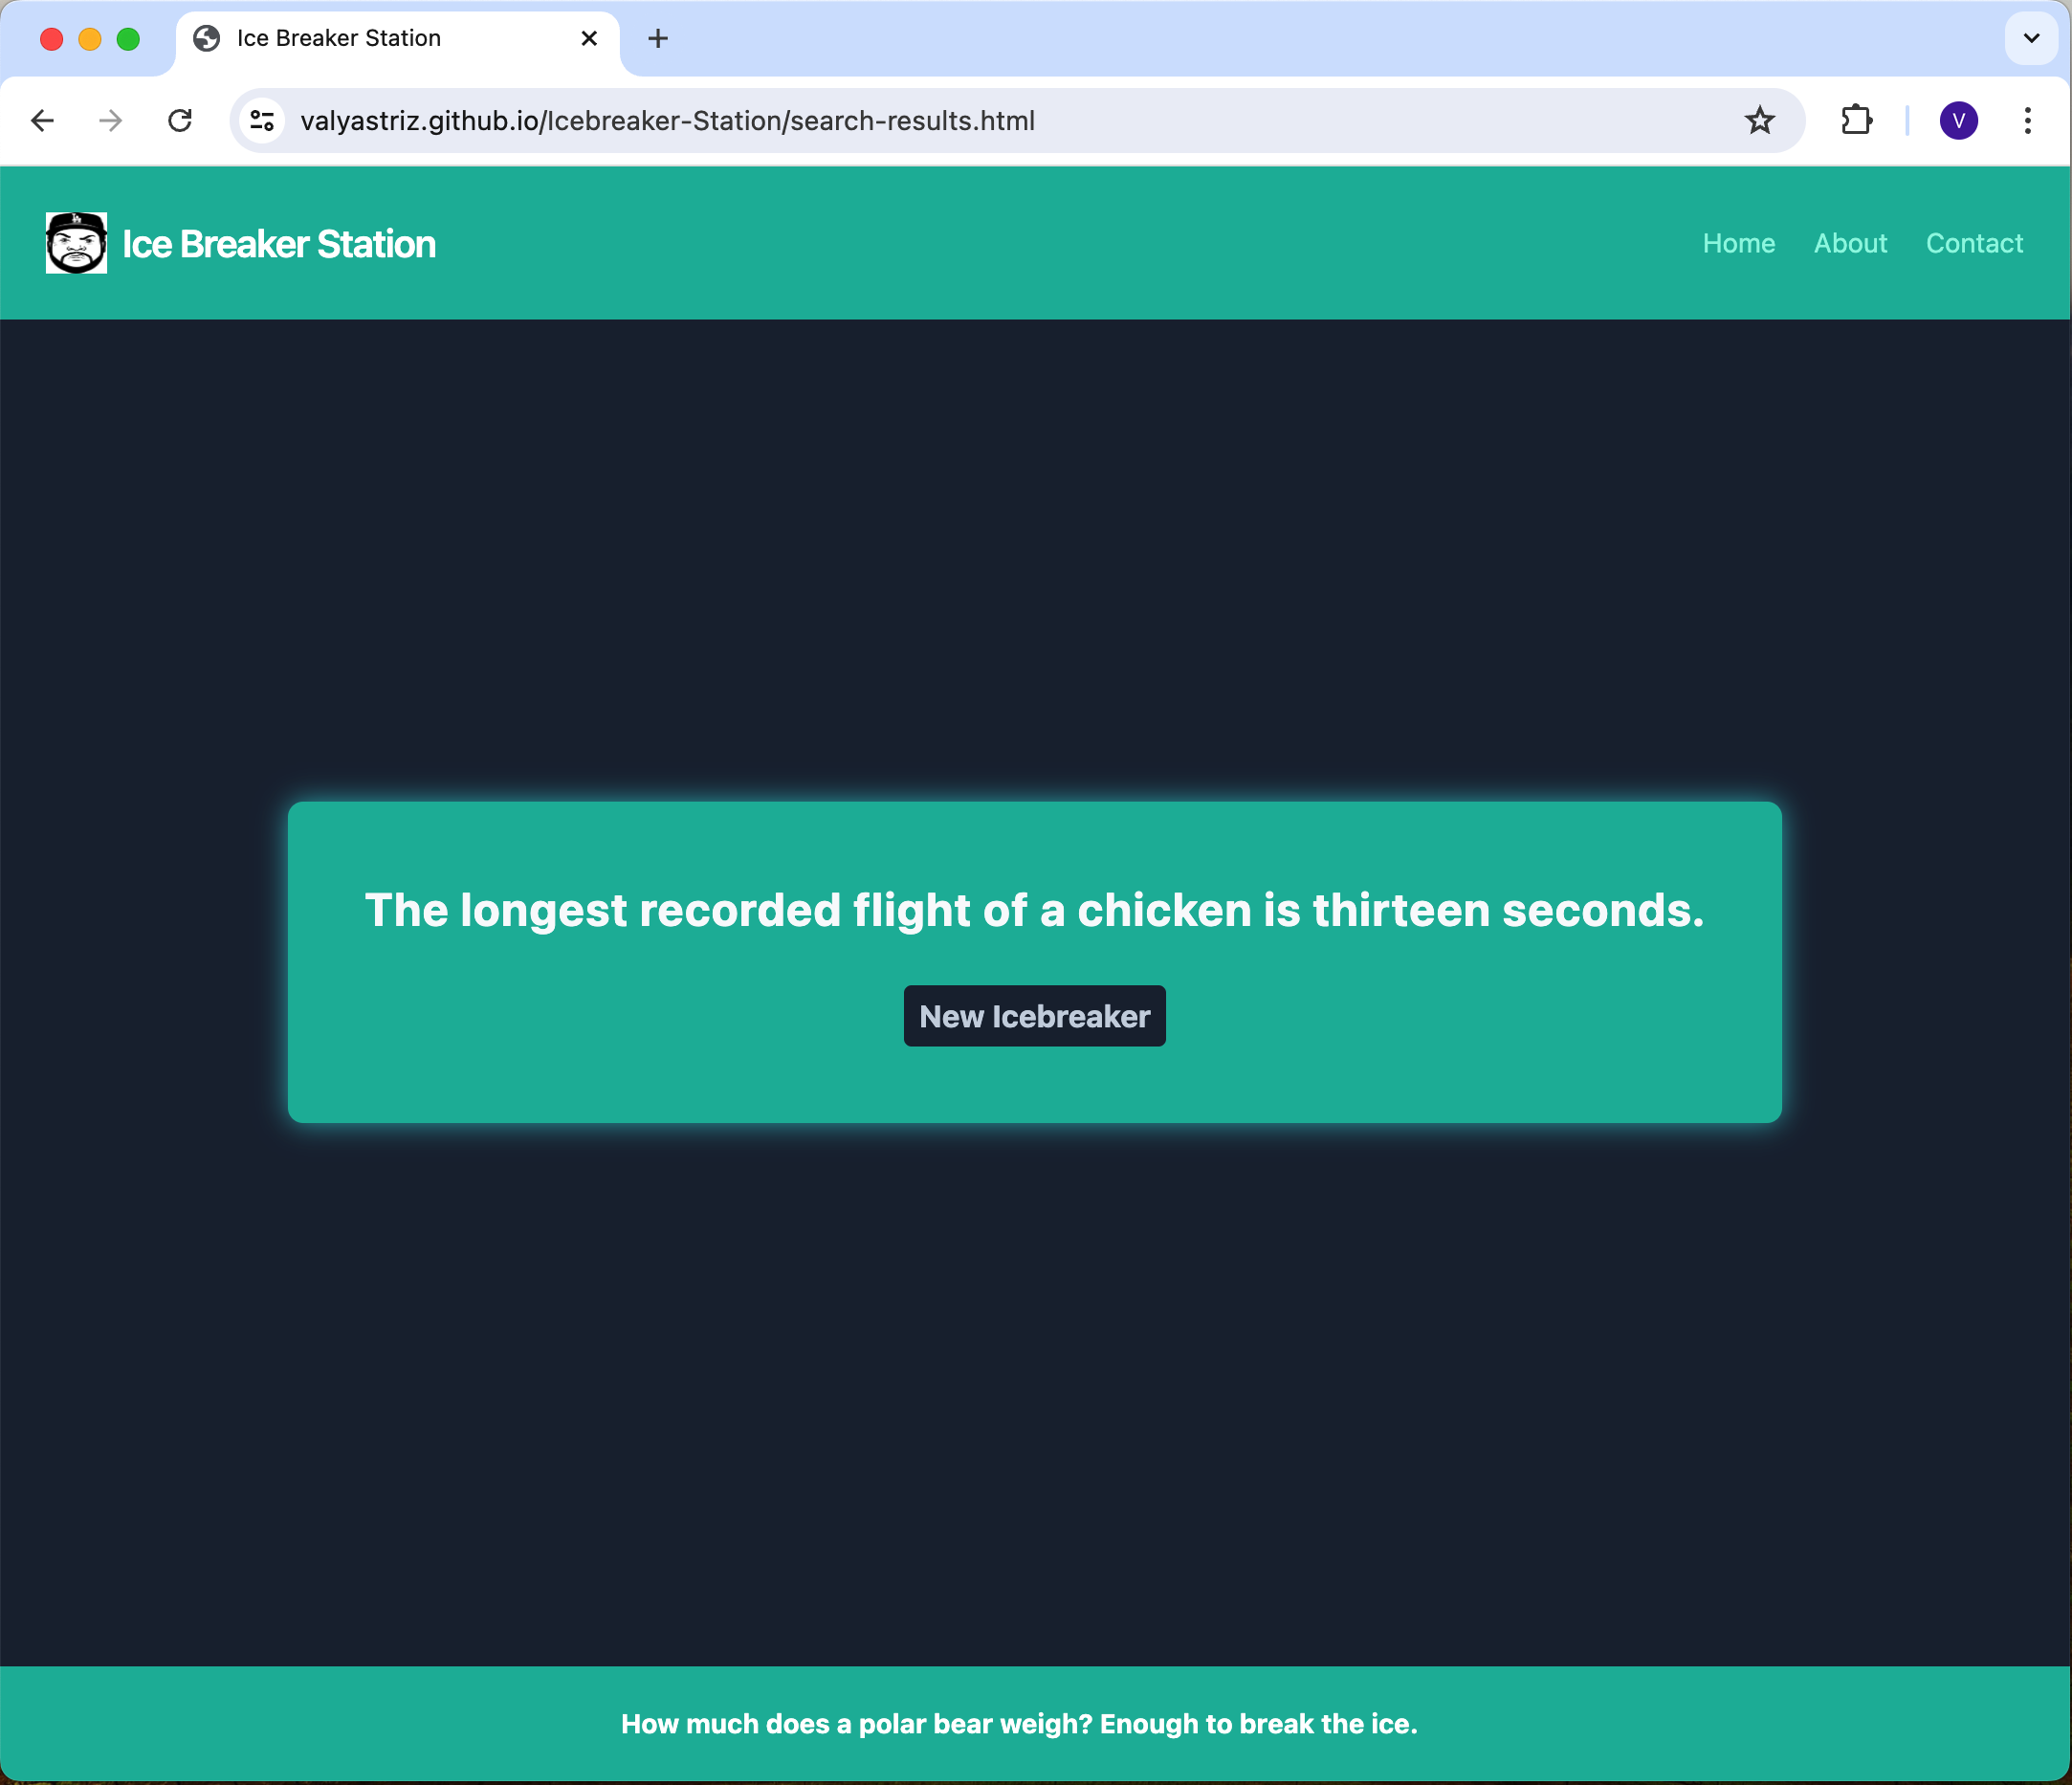 Ice Breaker Station
valyastriz.github.io/Icebreaker-Station/search-results.html
V
LA
Ice Breaker Station
Home About Contact
The longest recorded flight of a chicken is thirteen seconds.
New Icebreaker
How much does a polar bear weigh? Enough to break the ice.